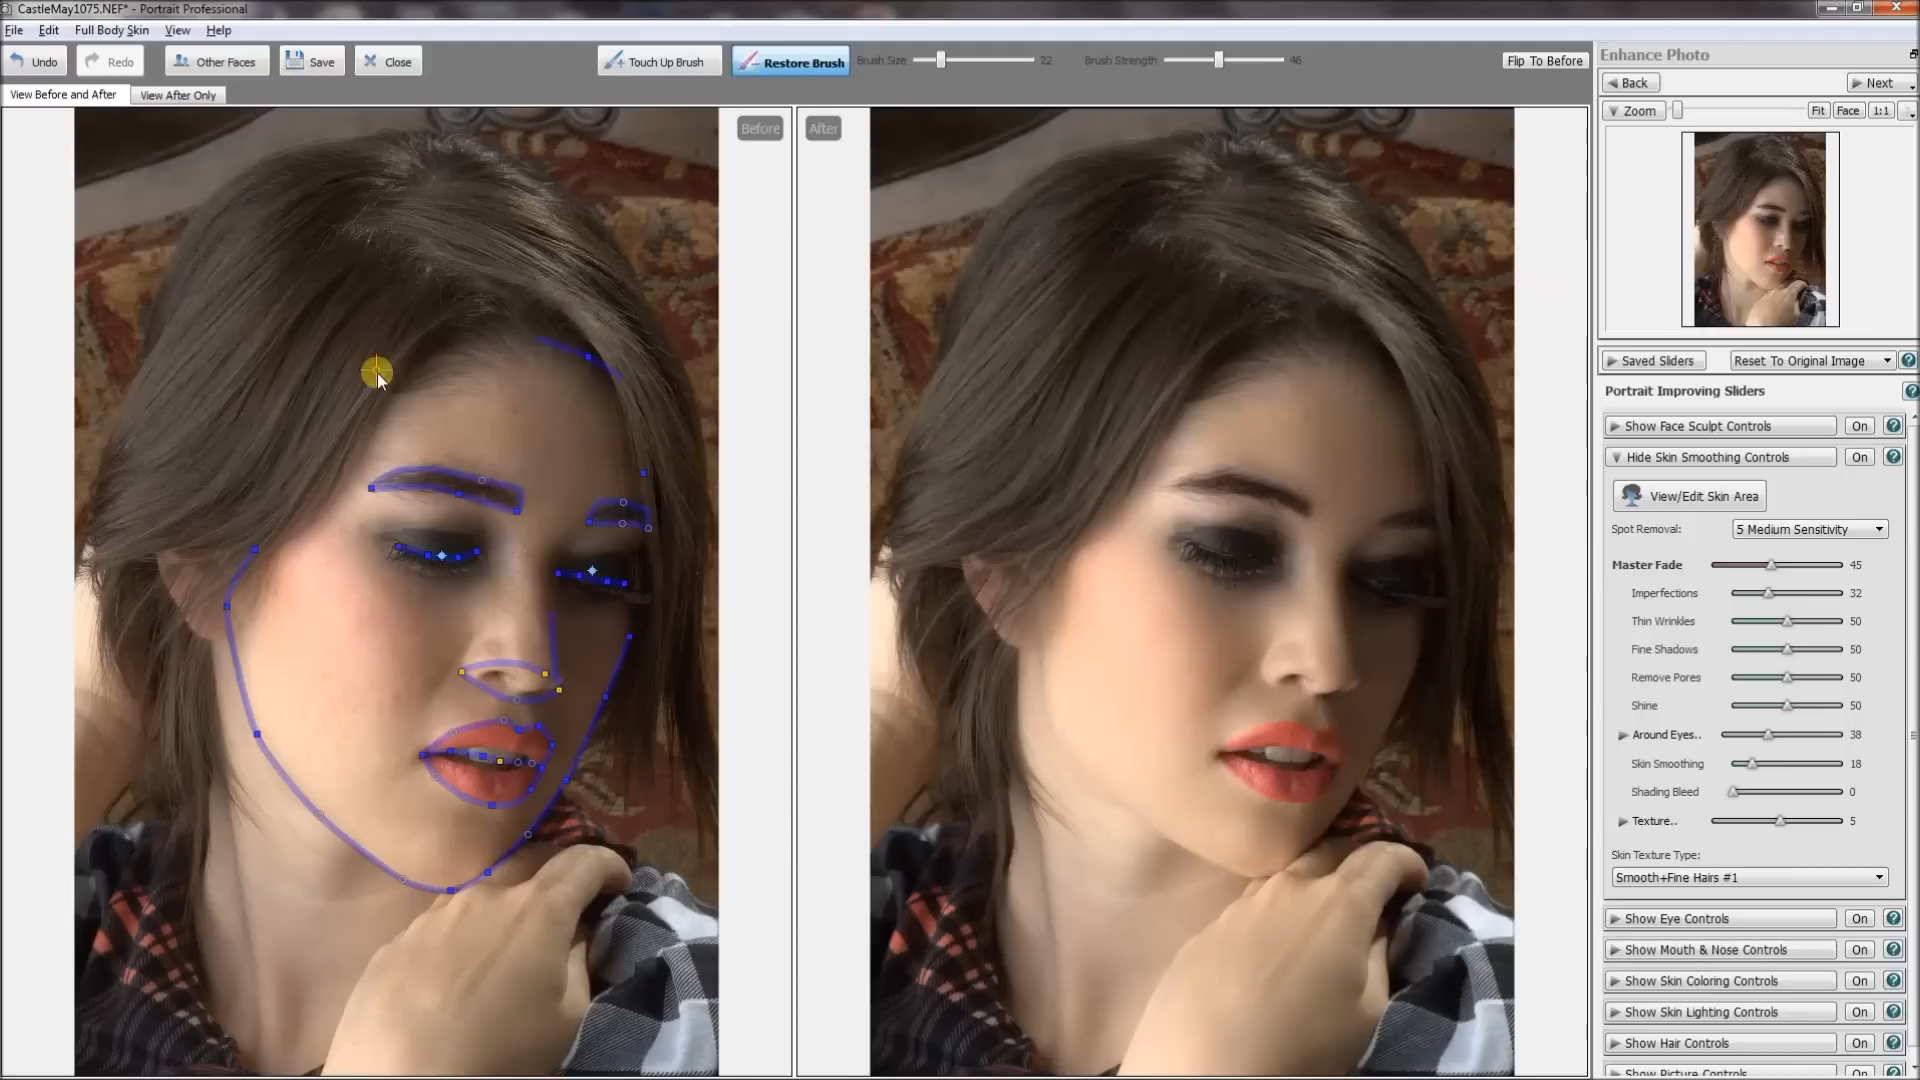 CastleMay1075.NEF* - Portrait Professional
File Edit Full Body Skin View Help
Undo Redo Other Faces Save Close Touch Up Brush Restore Brush Brush Size 22 Brush Strength 46 Flip To Before
View Before and After View After Only
Before After
Enhance Photo
Back Next
Zoom Fit Face 1:1
Saved Sliders Reset To Original Image ?
Portrait Improving Sliders ?
Show Face Sculpt Controls On ?
Hide Skin Smoothing Controls On ?
View/Edit Skin Area
Spot Removal: 5 Medium Sensitivity
Master Fade 45
Imperfections 32
Thin Wrinkles 50
Fine Shadows 50
Remove Pores 50
Shine 50
Around Eyes.. 38
Skin Smoothing 18
Shading Bleed 0
Texture.. 5
Skin Texture Type:
Smooth+Fine Hairs #1
Show Eye Controls On ?
Show Mouth & Nose Controls On ?
Show Skin Coloring Controls On ?
Show Skin Lighting Controls On ?
Show Hair Controls On ?
Show Picture Controls On ?